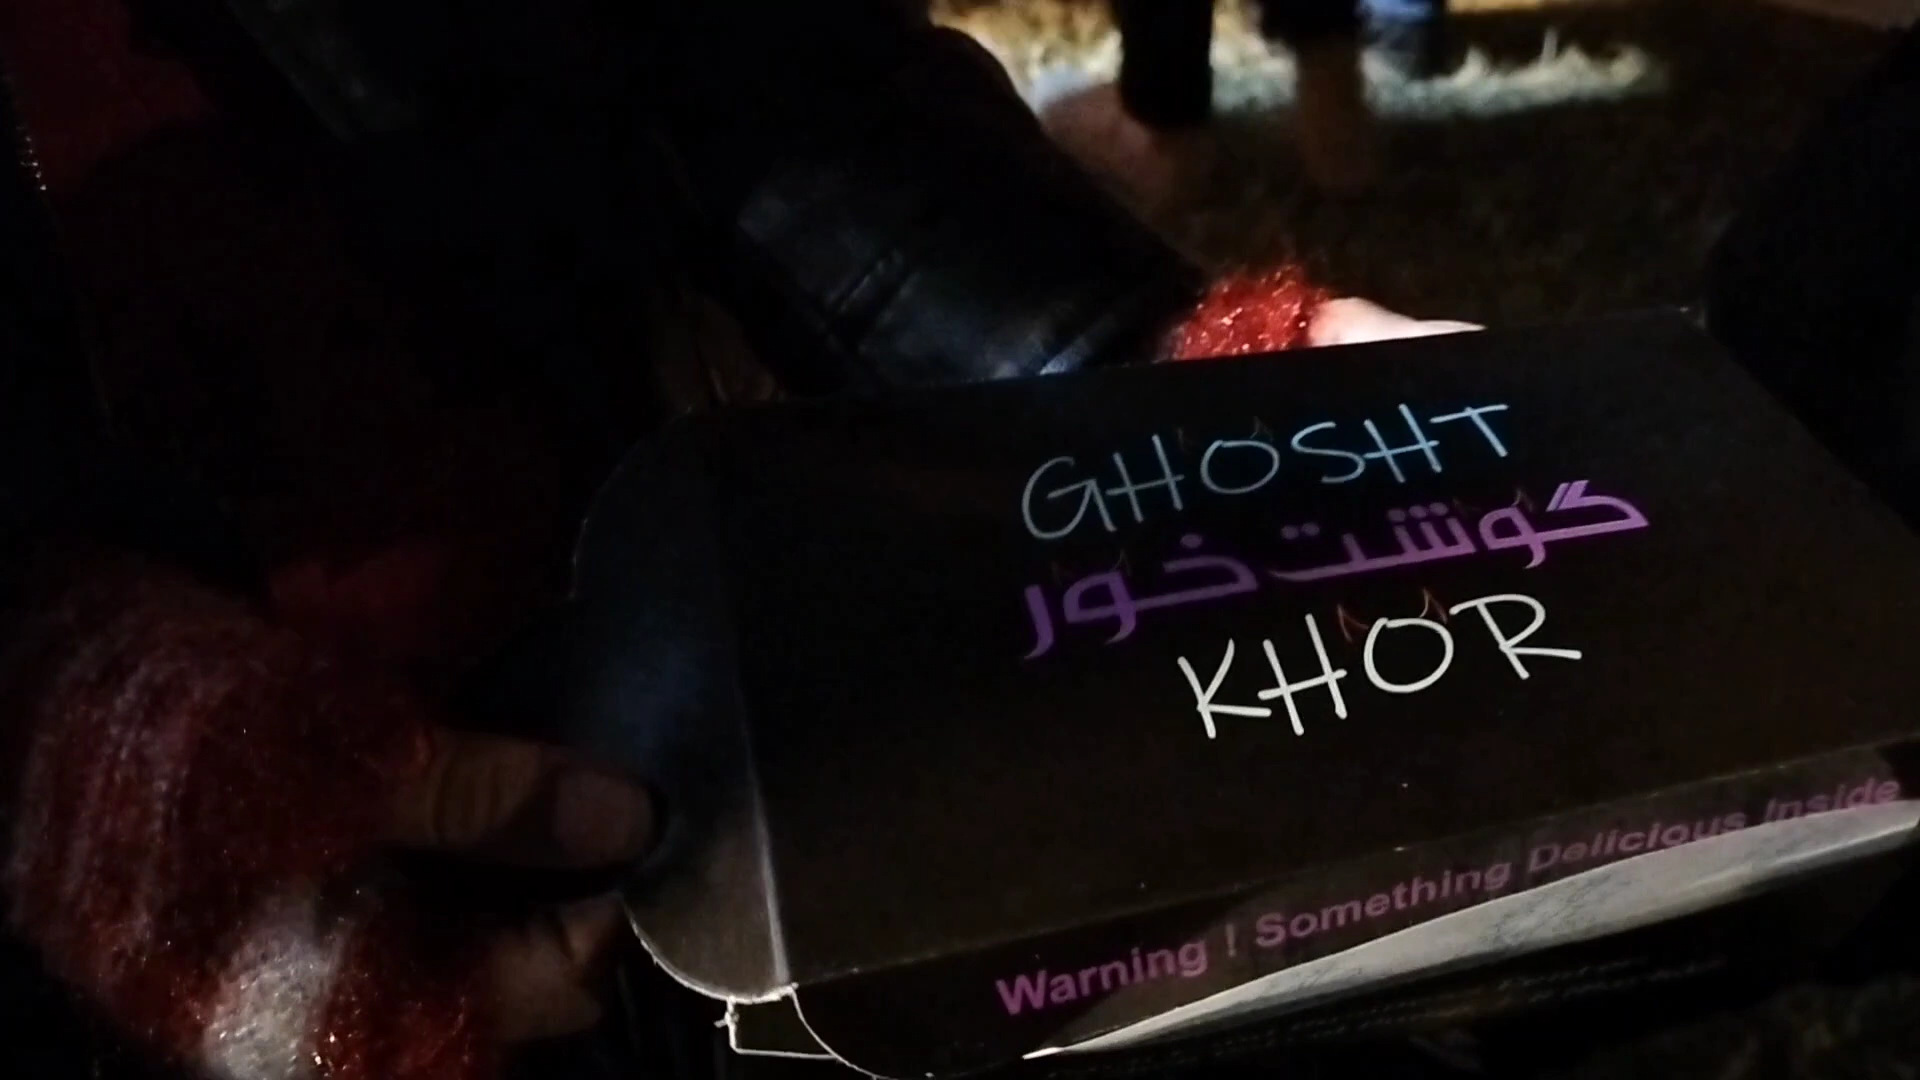 GHOSHT
گوشت خور
KHOR
Warning ! Something Delicious Inside